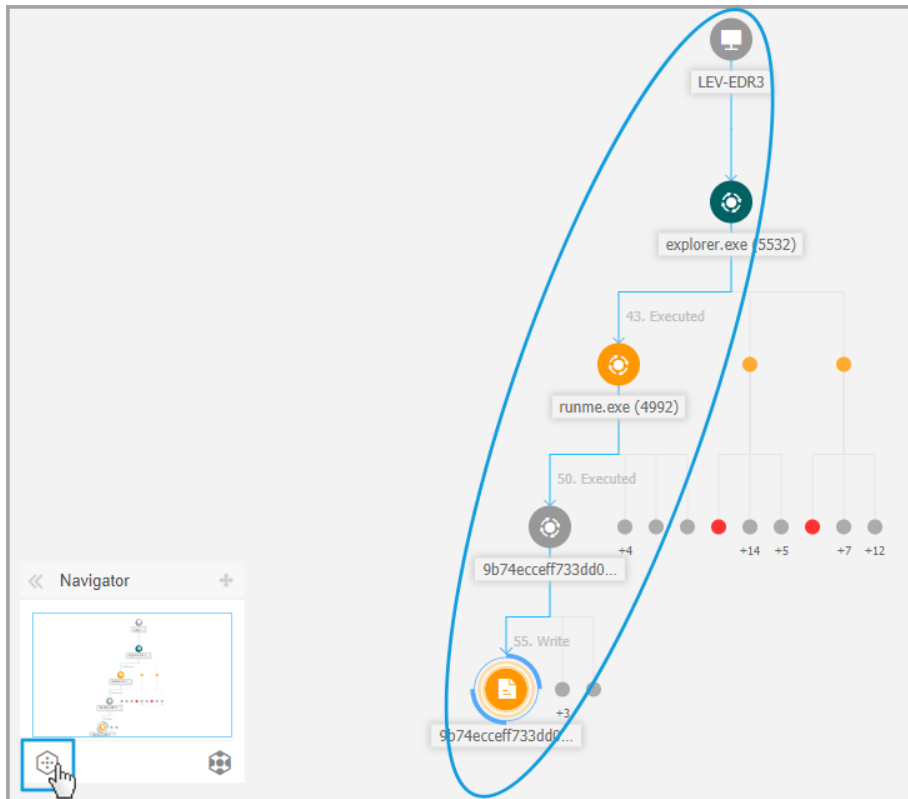 LEV-EDR3
explorer.exe (5532)
43. Executed
runme.exe (4992)
50. Executed
+4
+14
+5
+7
+12
9b74ecceff733dd0...
Navigator
55. Write
+3
9b74ecceff733dd0...